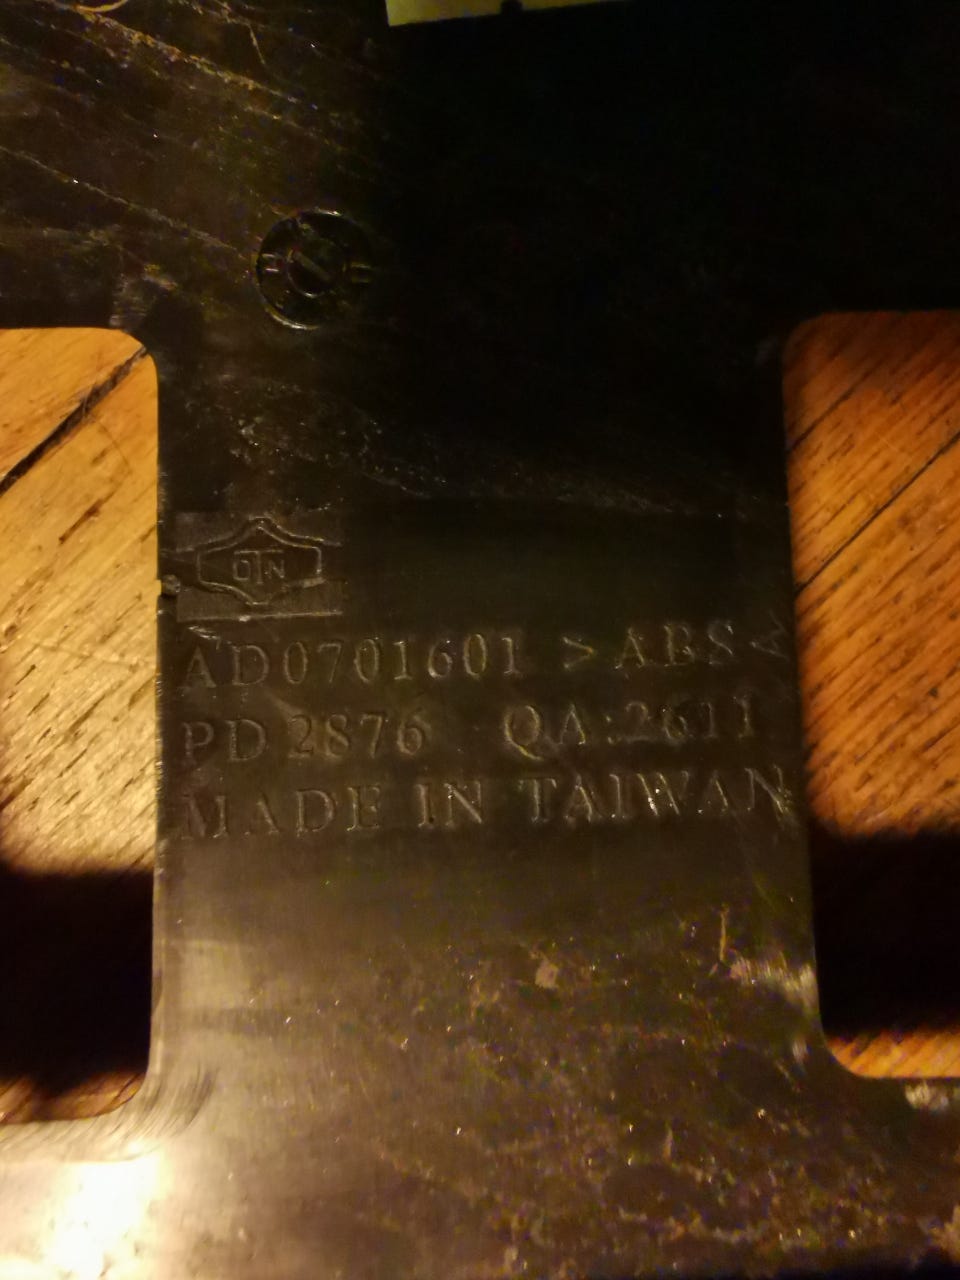 OTN
AD0701601 >ABS<
PD 2876 QA:2611
MADE IN TAIWAN